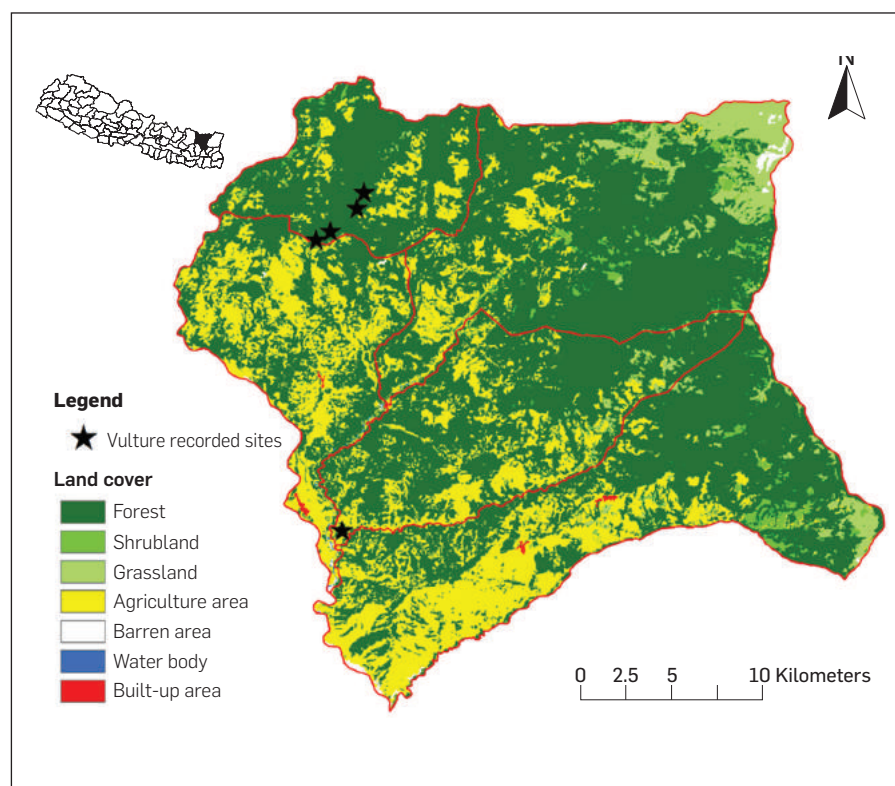 N
Legend
Vulture recorded sites
Land cover
Forest
Shrubland
Grassland
Agriculture area
Barren area
Water body
Built-up area
0 2.5 5 10 Kilometers